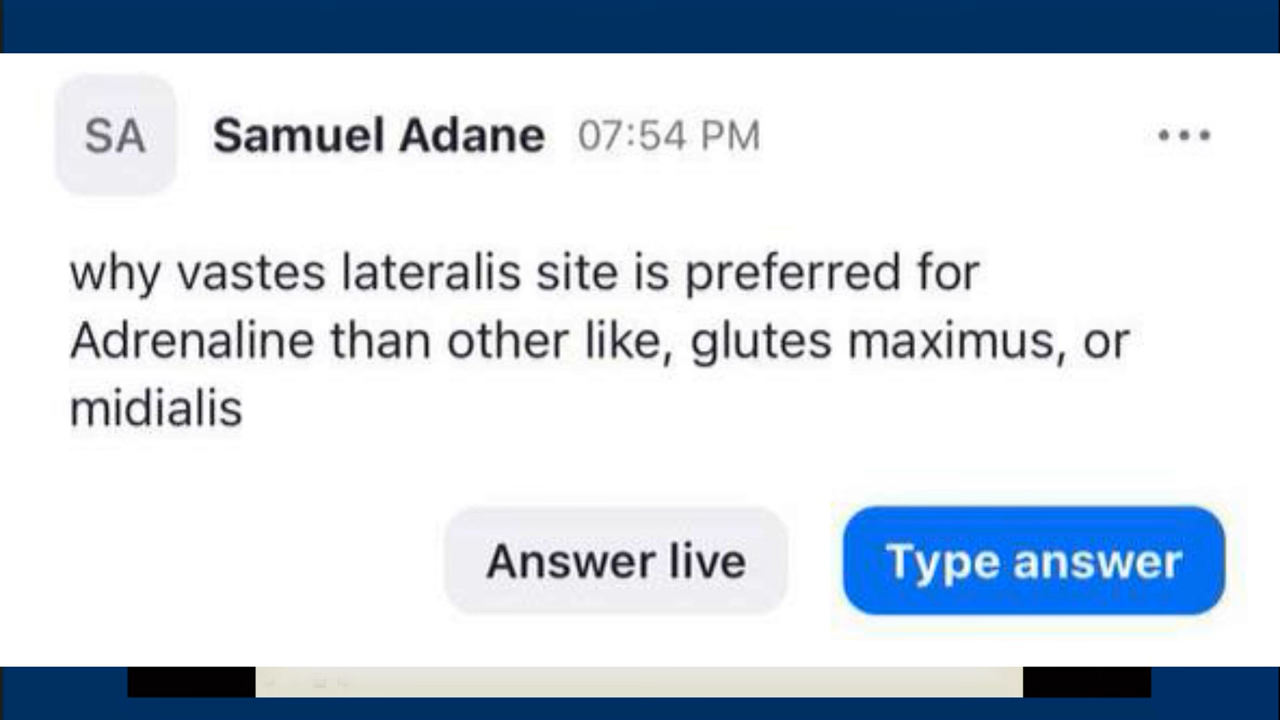 SA
Samuel Adane 07:54 PM
why vastes lateralis site is preferred for
Adrenaline than other like, glutes maximus, or
midialis
Answer live
Type answer